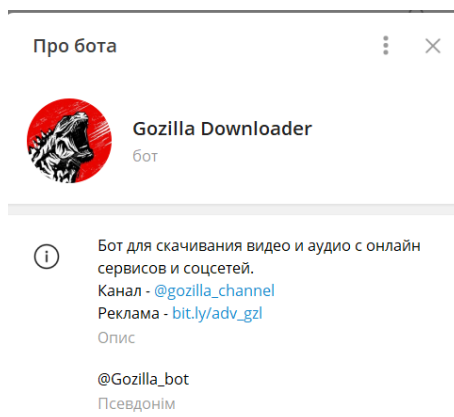 Про бота
Gozilla Downloader
бот
Бот для скачивания видео и аудио с онлайн
сервисов и соцсетей.
Канал - @gozilla_channel
Реклама - bit.ly/adv_gzl
Опис
@Gozilla_bot
Псевдонім